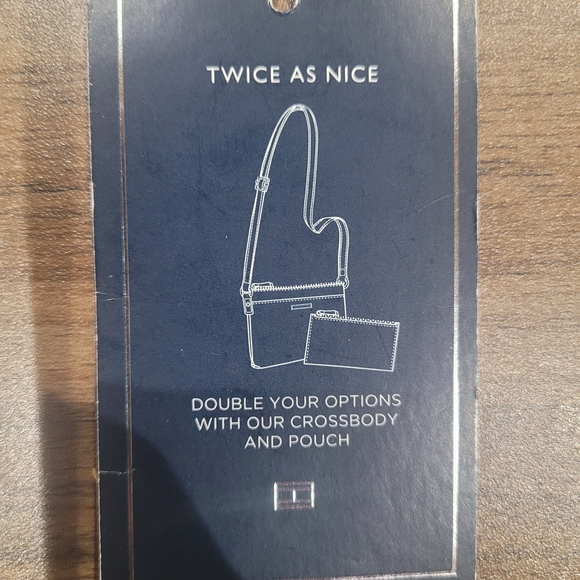 TWICE AS NICE
DOUBLE YOUR OPTIONS
WITH OUR CROSSBODY
AND POUCH